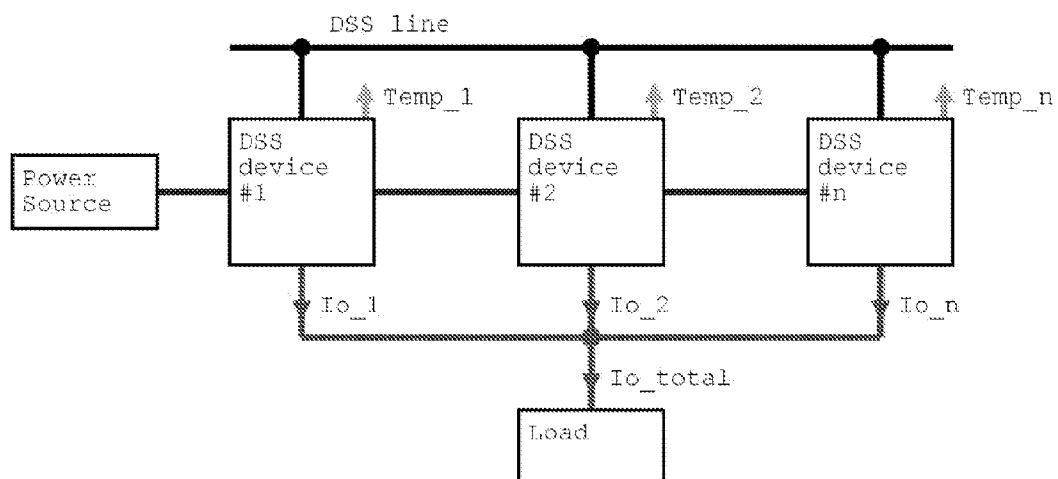 DSS line
Temp_1
Temp_2
Temp_n
DSS
device
#1
DSS
device
#2
DSS
device
#n
Power
Source
Io_1
Io_2
Io_n
Io_total
Load